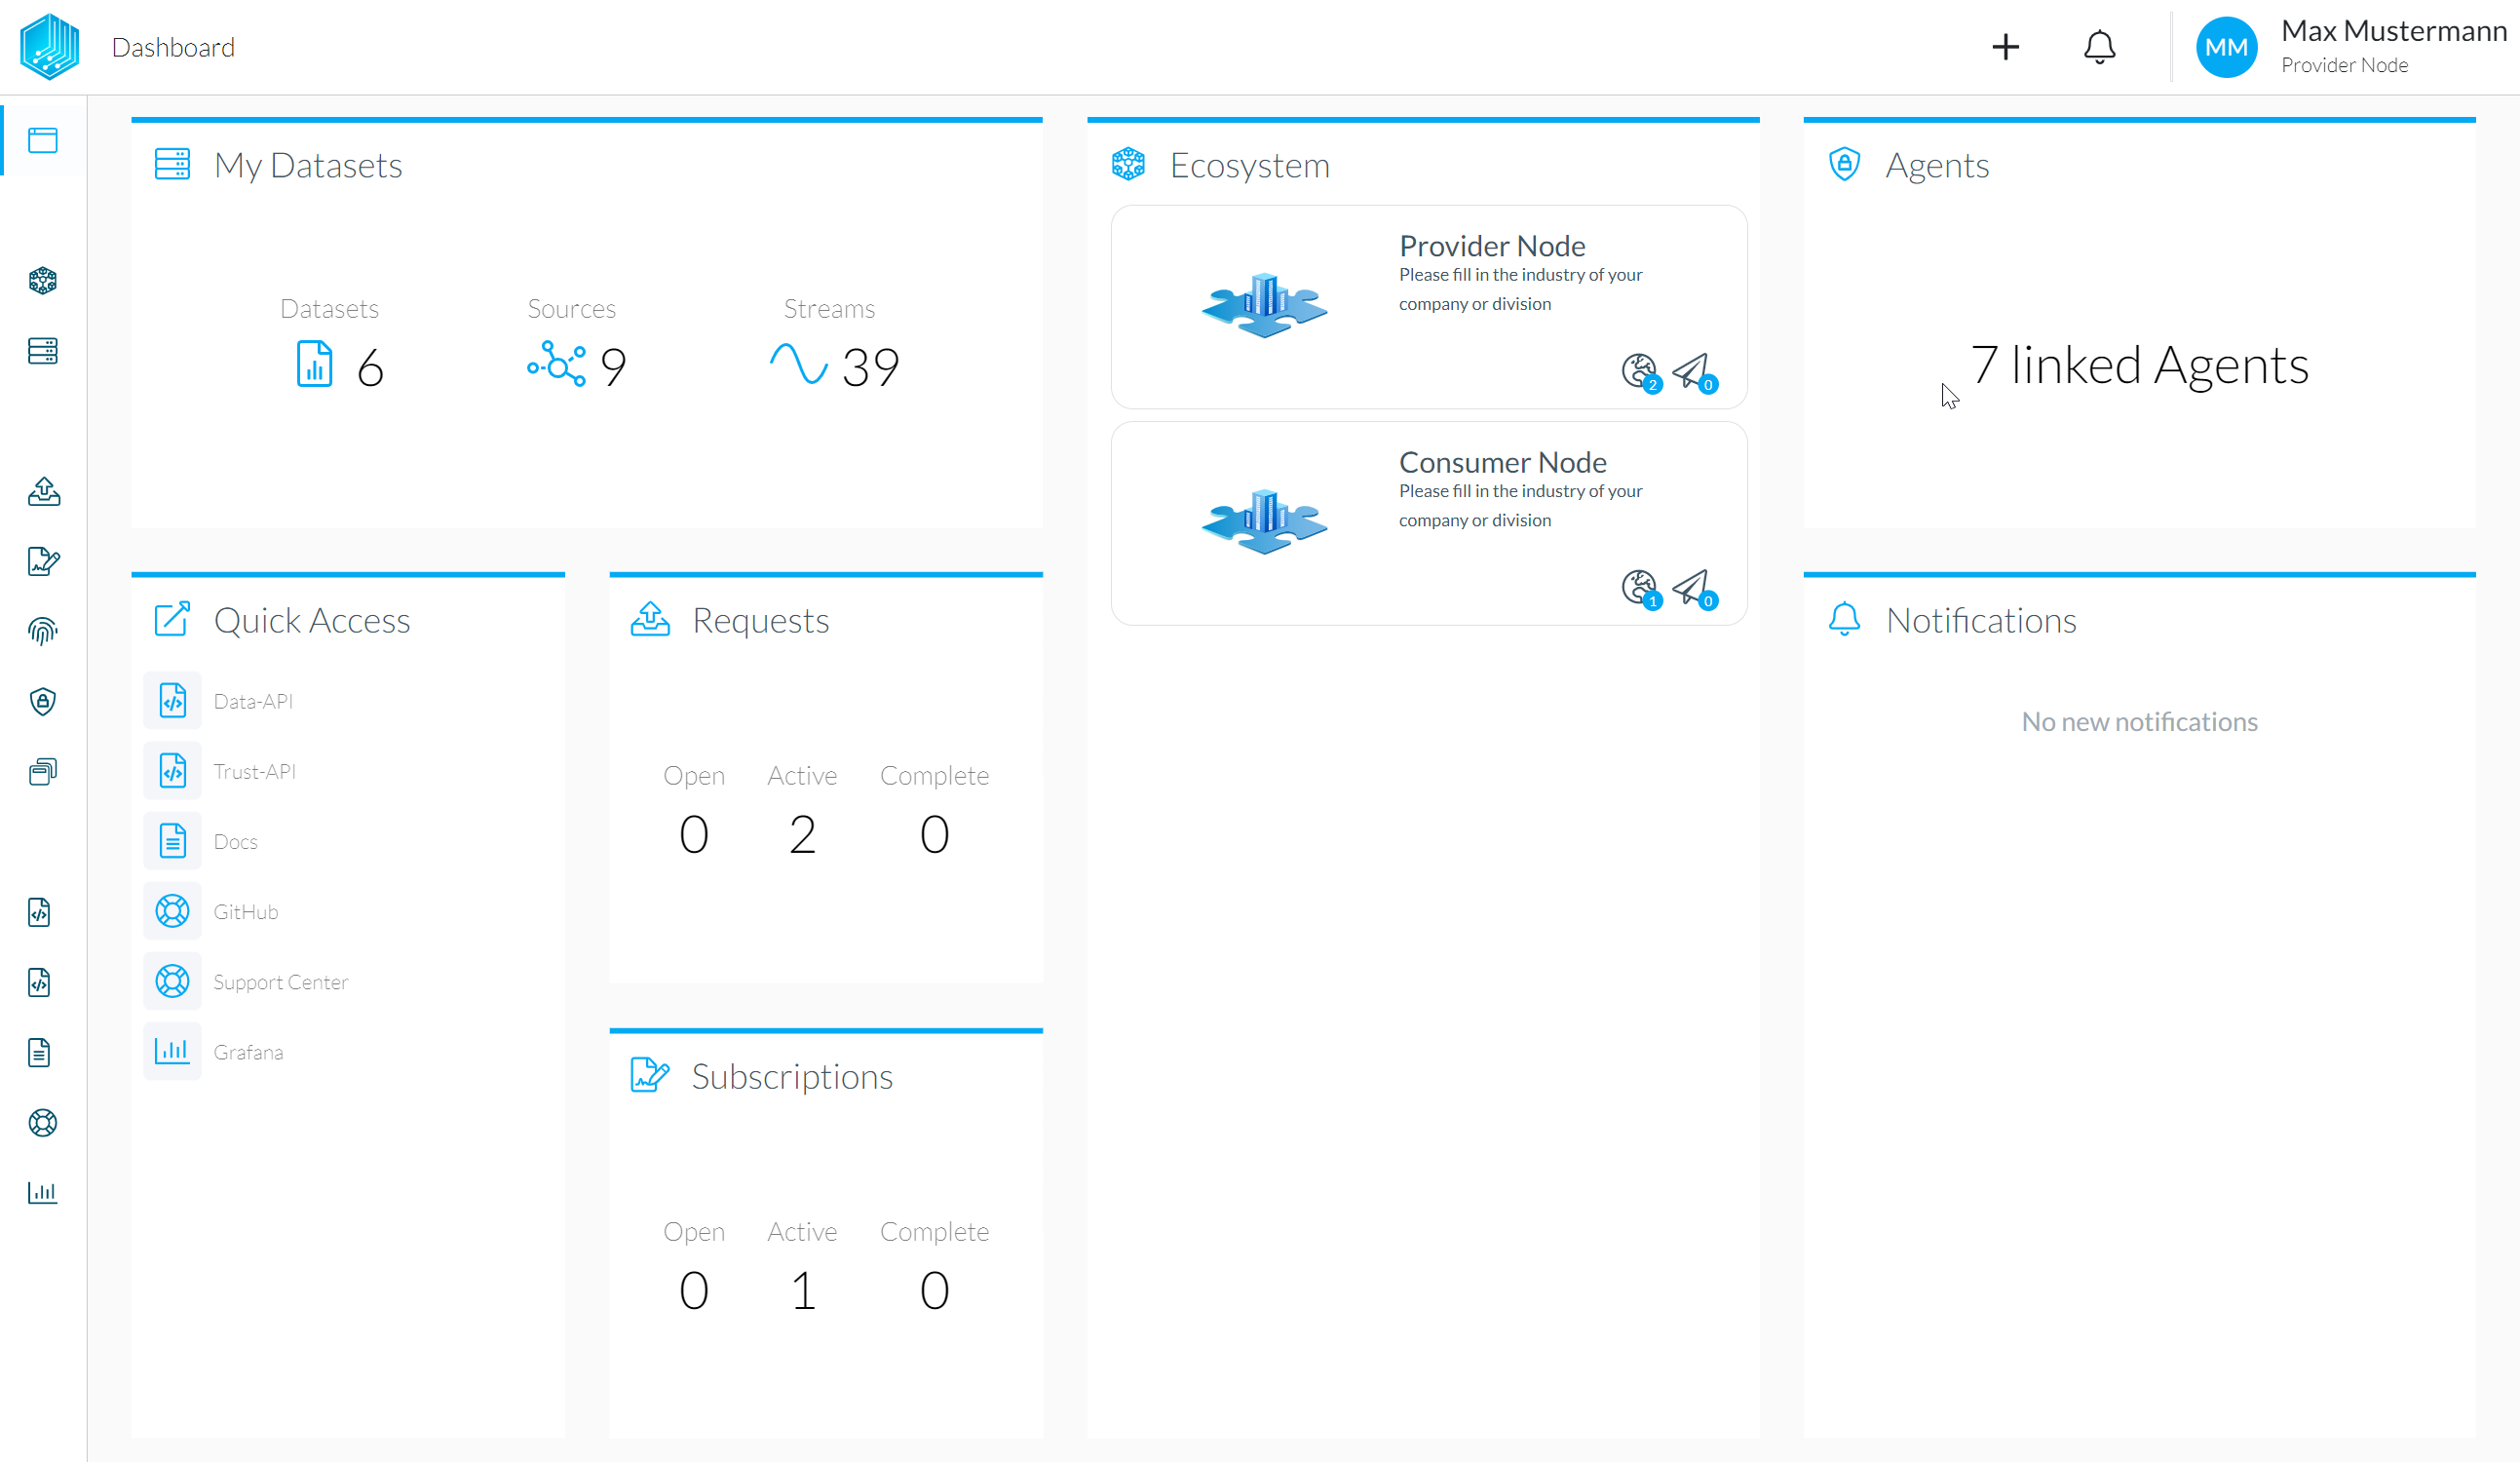 Dashboard
MM
Max Mustermann
Provider Node
My Datasets
Datasets
6
Sources
9
Streams
39
Ecosystem
Provider Node
Please fill in the industry of your
company or division
2
0
Consumer Node
Please fill in the industry of your
company or division
1
0
Agents
7 linked Agents
Quick Access
Data-API
Trust-API
Docs
GitHub
Support Center
Grafana
Requests
Open Active Complete
0 2 0
Subscriptions
Open Active Complete
0 1 0
Notifications
No new notifications